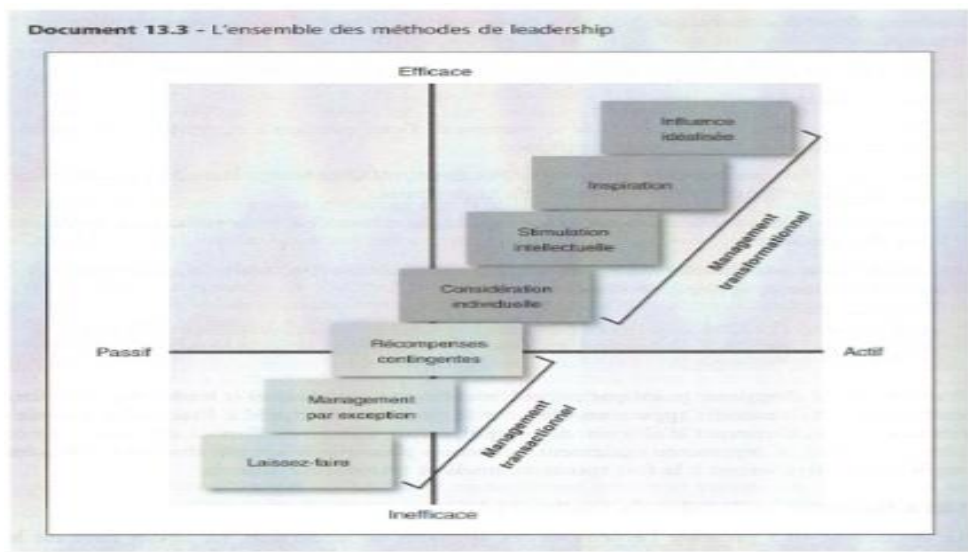 Document 13.3 - L'ensemble des méthodes de leadership
Efficace
Influence
idéalisée
Inspiration
Stimulation
intellectuelle
Management
transformationnel
Considération
individuelle
Récompenses
contingentes
Passif
Actif
Management
par exception
Management
transactionnel
Laissez-faire
Inefficace